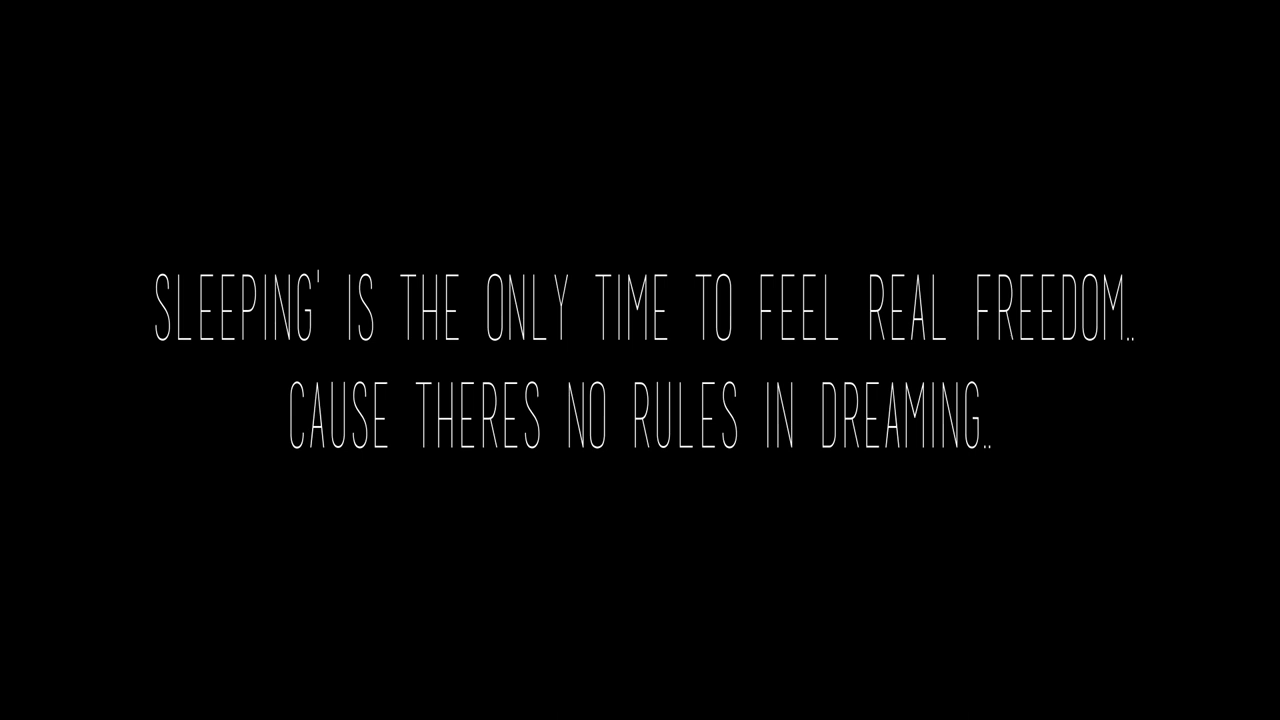 SLEEPING' IS THE ONLY TIME TO FEEL REAL FREEDOM..
CAUSE THERES NO RULES IN DREAMING..